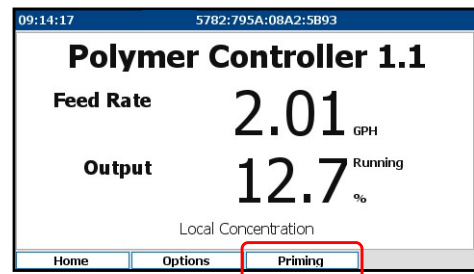 09:14:17 5782:795A:08A2:5B93
Polymer Controller 1.1
Feed Rate 2.01 GPH
Output 12.7 Running %
Local Concentration
Home Options Priming